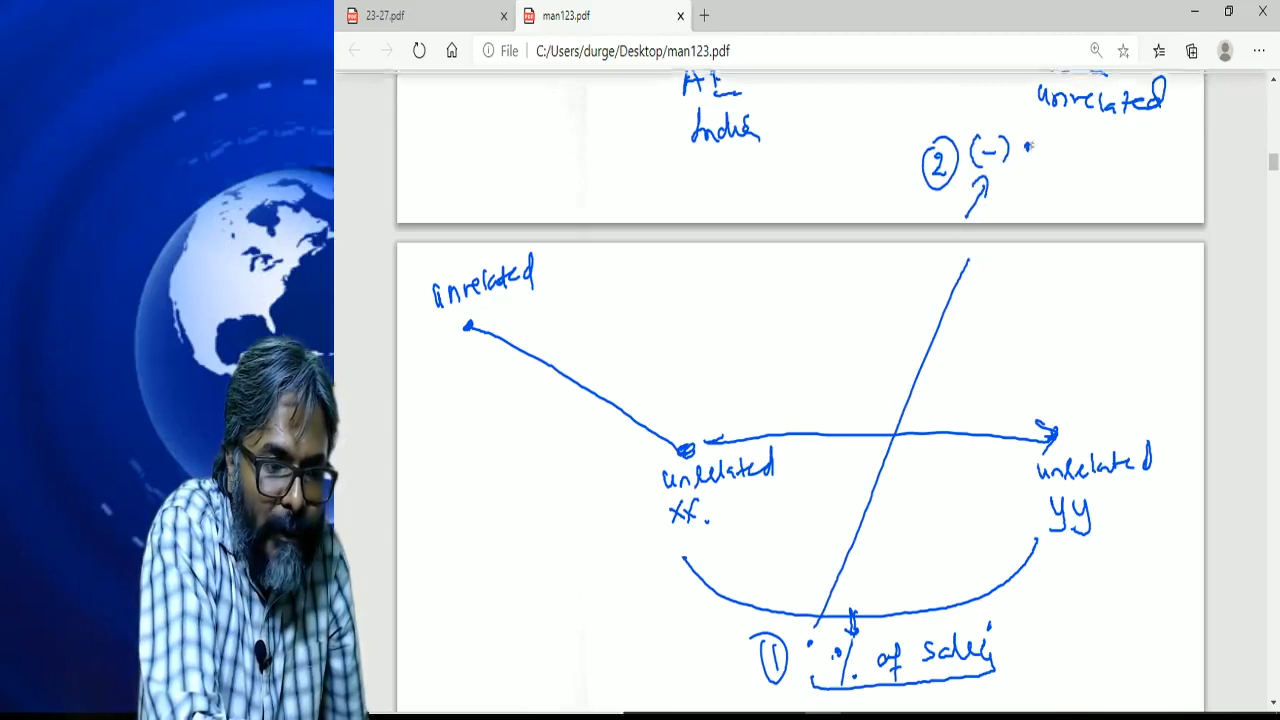 23-27.pdf
man123.pdf
File
C:/Users/durge/Desktop/man123.pdf
AE
India
unrelated
② (-)
unrelated
unrelated
XX.
unrelated
yy
① % of sales